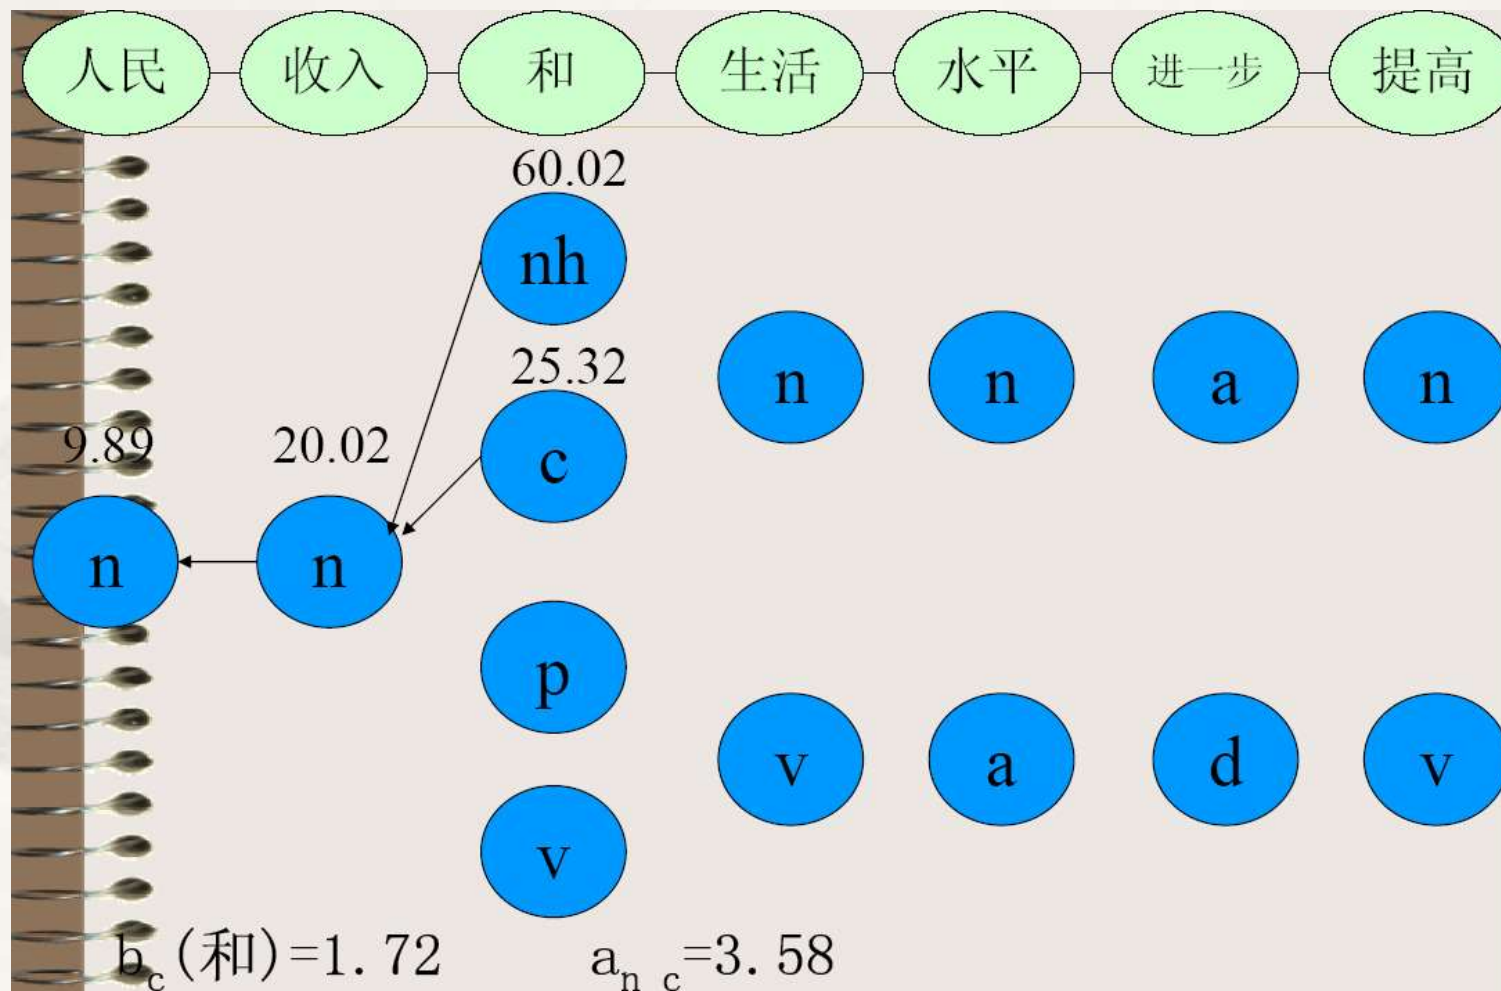 人民 收入 和 生活 水平 进一步 提高
60.02
nh
25.32
c
n n a n
9.89 20.02
n n
p
v a d v
v
b_c(和)=1.72 a_n c=3.58